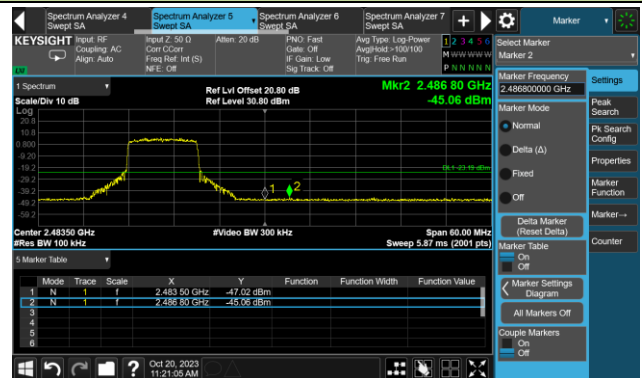 Spectrum Analyzer 4
Swept SA
Spectrum Analyzer 5
Swept SA
Spectrum Analyzer 6
Swept SA
Spectrum Analyzer 7
Swept SA
+
Marker
KEYSIGHT
Input: RF
Coupling: AC
Align: Auto
Input Z: 50 Ω
Corr CCorr
Freq Ref: Int (S)
NFE: Off
Atten: 20 dB
PNO: Fast
Gate: Off
IF Gain: Low
Sig Track: Off
Avg Type: Log-Power
Avg|Hold:>100/100
Trig: Free Run
1 2 3 4 5 6
M W W W W W
P N N N N N
Select Marker
Marker 2
1 Spectrum
Scale/Div 10 dB
Log
Ref Lvl Offset 20.80 dB
Ref Level 30.80 dBm
Mkr2 2.486 80 GHz
-45.06 dBm
20.8
10.8
0.800
-9.20
-19.2
-29.2
-39.2
-49.2
-59.2
DL1 -23.15 dBm
1
2
Center 2.48350 GHz
#Res BW 100 kHz
#Video BW 300 kHz
Span 60.00 MHz
Sweep 5.87 ms (2001 pts)
5 Marker Table
Mode Trace Scale X Y Function Function Width Function Value
1 N 1 f 2.483 50 GHz -47.02 dBm
2 N 1 f 2.486 80 GHz -45.06 dBm
3
4
5
6
Marker Frequency
2.486800000 GHz
Marker Mode
Normal
Delta (Δ)
Fixed
Off
Delta Marker
(Reset Delta)
Marker Table
On
Off
Marker Settings
Diagram
All Markers Off
Couple Markers
On
Off
Settings
Peak
Search
Pk Search
Config
Properties
Marker
Function
Marker→
Counter
?
Oct 20, 2023
11:21:05 AM